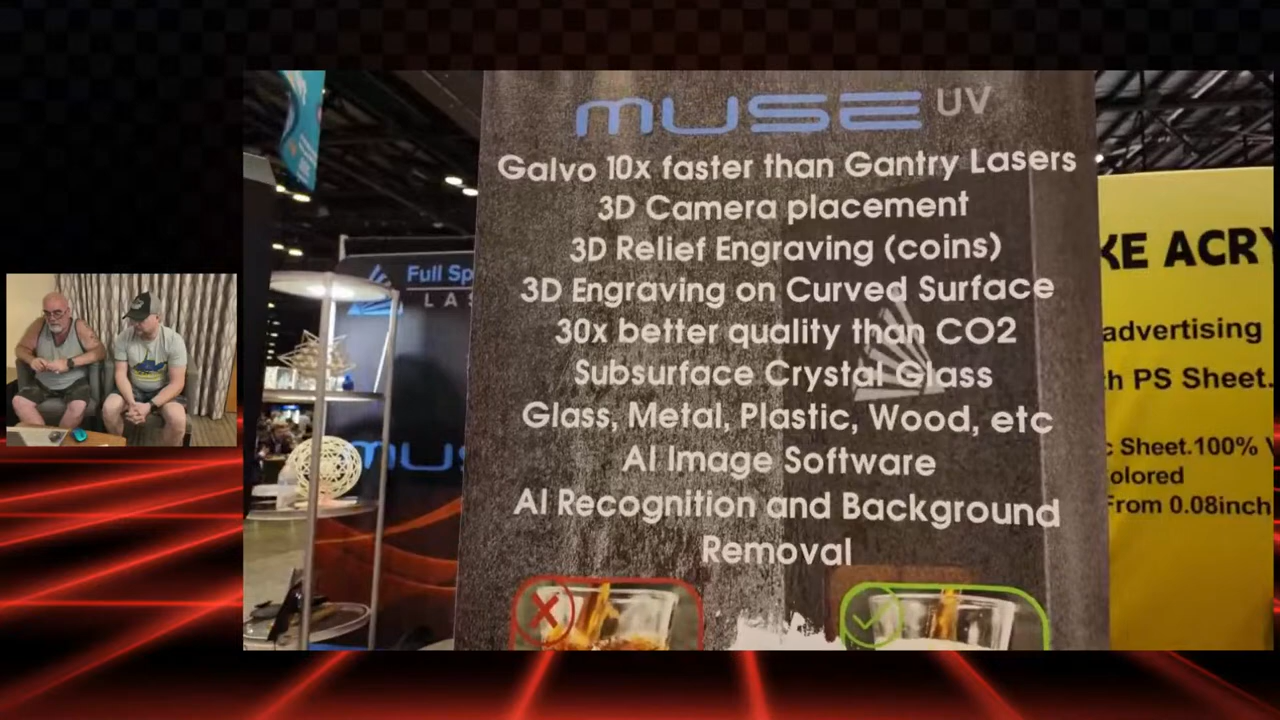 muse UV
Galvo 10x faster than Gantry Lasers
3D Camera placement
3D Relief Engraving (coins)
3D Engraving on Curved Surface
30x better quality than CO2
Subsurface Crystal Glass
Glass, Metal, Plastic, Wood, etc
AI Image Software
AI Recognition and Background
Removal
Full Sp
LAS
mus
KE ACRY
advertising
h PS Sheet.
c Sheet.100%
olored
From 0.08inch